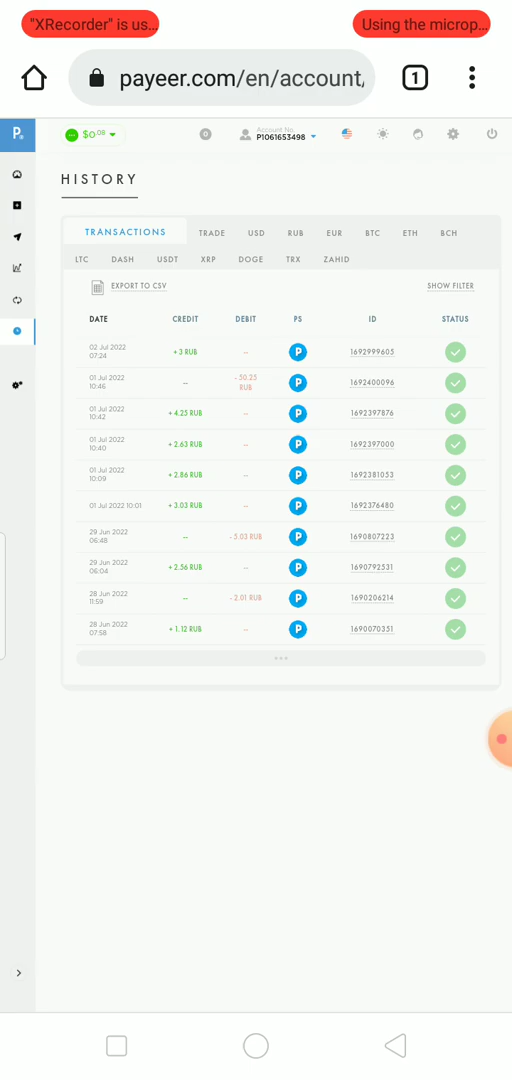 "XRecorder" is us...
Using the microp...
payeer.com/en/account,
1
P.
$0.08
0
Account No.
P1061653498
HISTORY
TRANSACTIONS TRADE USD RUB EUR BTC ETH BCH
LTC DASH USDT XRP DOGE TRX ZAHID
EXPORT TO CSV SHOW FILTER
DATE CREDIT DEBIT PS ID STATUS
02 Jul 2022
07:24 + 3 RUB -- P 1692999605
01 Jul 2022
10:46 -- - 50.25
RUB P 1692400096
01 Jul 2022
10:42 + 4.25 RUB -- P 1692397876
01 Jul 2022
10:40 + 2.63 RUB -- P 1692397000
01 Jul 2022
10:09 + 2.86 RUB -- P 1692381053
01 Jul 2022 10:01 + 3.03 RUB -- P 1692376480
29 Jun 2022
06:48 -- - 5.03 RUB P 1690807223
29 Jun 2022
06:04 + 2.56 RUB -- P 1690792531
28 Jun 2022
11:59 -- - 2.01 RUB P 1690206214
28 Jun 2022
07:58 + 1.12 RUB -- P 1690070351